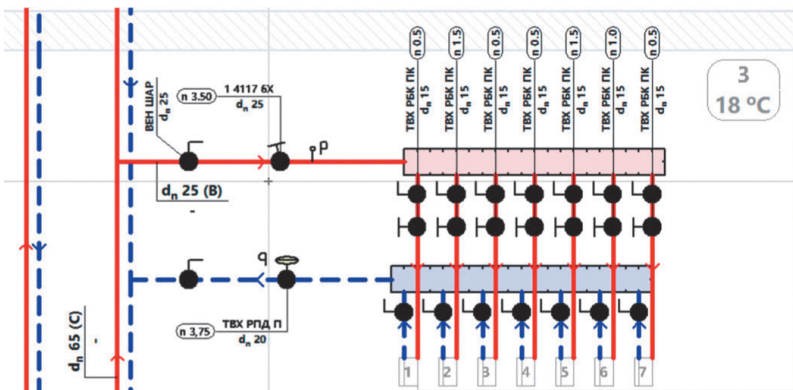 n 0.5
n 1.5
n 0.5
n 0.5
n 1.5
n 1.0
n 0.5
ТВХ РБК ПК
dn 15
ТВХ РБК ПК
dn 15
ТВХ РБК ПК
dn 15
ТВХ РБК ПК
dn 15
ТВХ РБК ПК
dn 15
ТВХ РБК ПК
dn 15
ТВХ РБК ПК
dn 15
3
18 ºC
ВЕН ШАР
dn 25
n 3.50
1 4117 6X
dn 25
p
dn 25 (B)
-
q
n 3,75
ТВХ РПД П
dn 20
dn 65 (C)
-
1 2 3 4 5 6 7